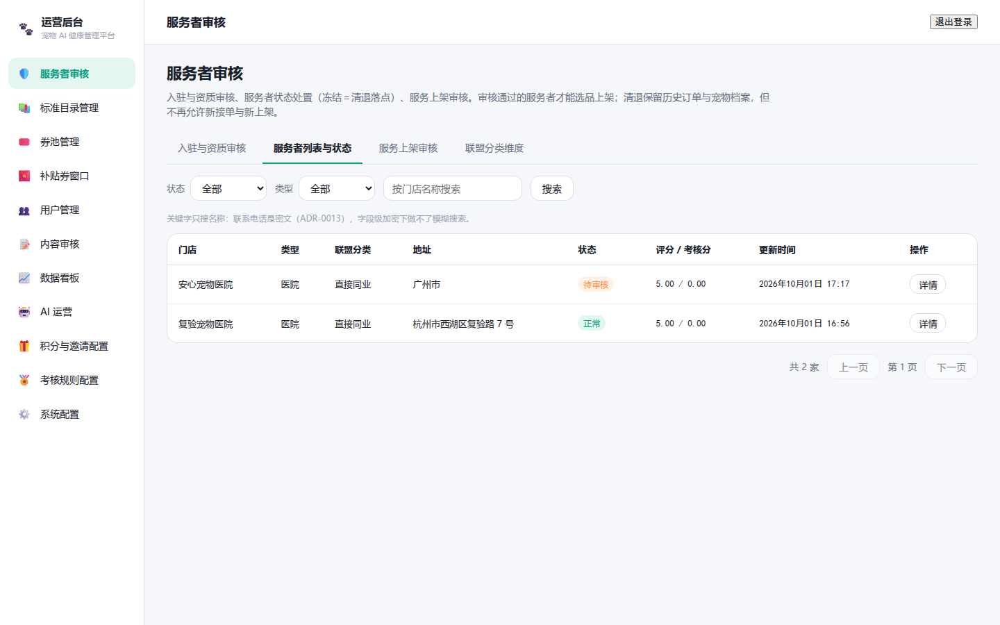 运营后台
宠物 AI 健康管理平台
服务者审核
标准目录管理
券池管理
补贴券窗口
用户管理
内容审核
数据看板
AI 运营
积分与邀请配置
考核规则配置
系统配置
服务者审核
退出登录
服务者审核
入驻与资质审核、服务者状态处置（冻结 = 清退落点）、服务上架审核。审核通过的服务者才能选品上架；清退保留历史订单与宠物档案，但
不再允许新接单与新上架。
入驻与资质审核 服务者列表与状态 服务上架审核 联盟分类维度
状态 全部 类型 全部 按门店名称搜索 搜索
关键字只搜名称：联系电话是密文（ADR-0013），字段级加密下做不了模糊搜索。
门店 类型 联盟分类 地址 状态 评分 / 考核分 更新时间 操作
安心宠物医院 医院 直接同业 广州市 待审核 5.00 / 0.00 2026年10月01日 17:17 详情
复验宠物医院 医院 直接同业 杭州市西湖区复验路 7 号 正常 5.00 / 0.00 2026年10月01日 16:56 详情
共 2 家 上一页 第 1 页 下一页